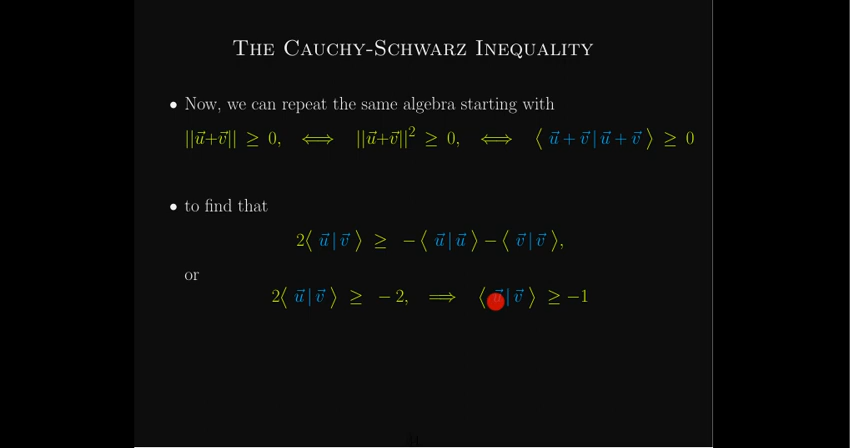 The Cauchy-Schwarz Inequality
• Now, we can repeat the same algebra starting with
||u⃗+v⃗|| ≥ 0, ⟺ ||u⃗+v⃗||² ≥ 0, ⟺ ⟨ u⃗ + v⃗ | u⃗ + v⃗ ⟩ ≥ 0
• to find that
2⟨ u⃗ | v⃗ ⟩ ≥ −⟨ u⃗ | u⃗ ⟩ − ⟨ v⃗ | v⃗ ⟩,
or
2⟨ u⃗ | v⃗ ⟩ ≥ −2, ⟹ ⟨ u⃗ | v⃗ ⟩ ≥ −1